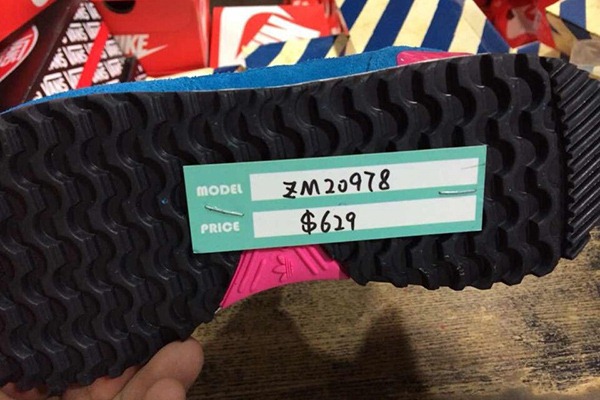 NIKE
VANS
MODEL ZM20978
PRICE $629